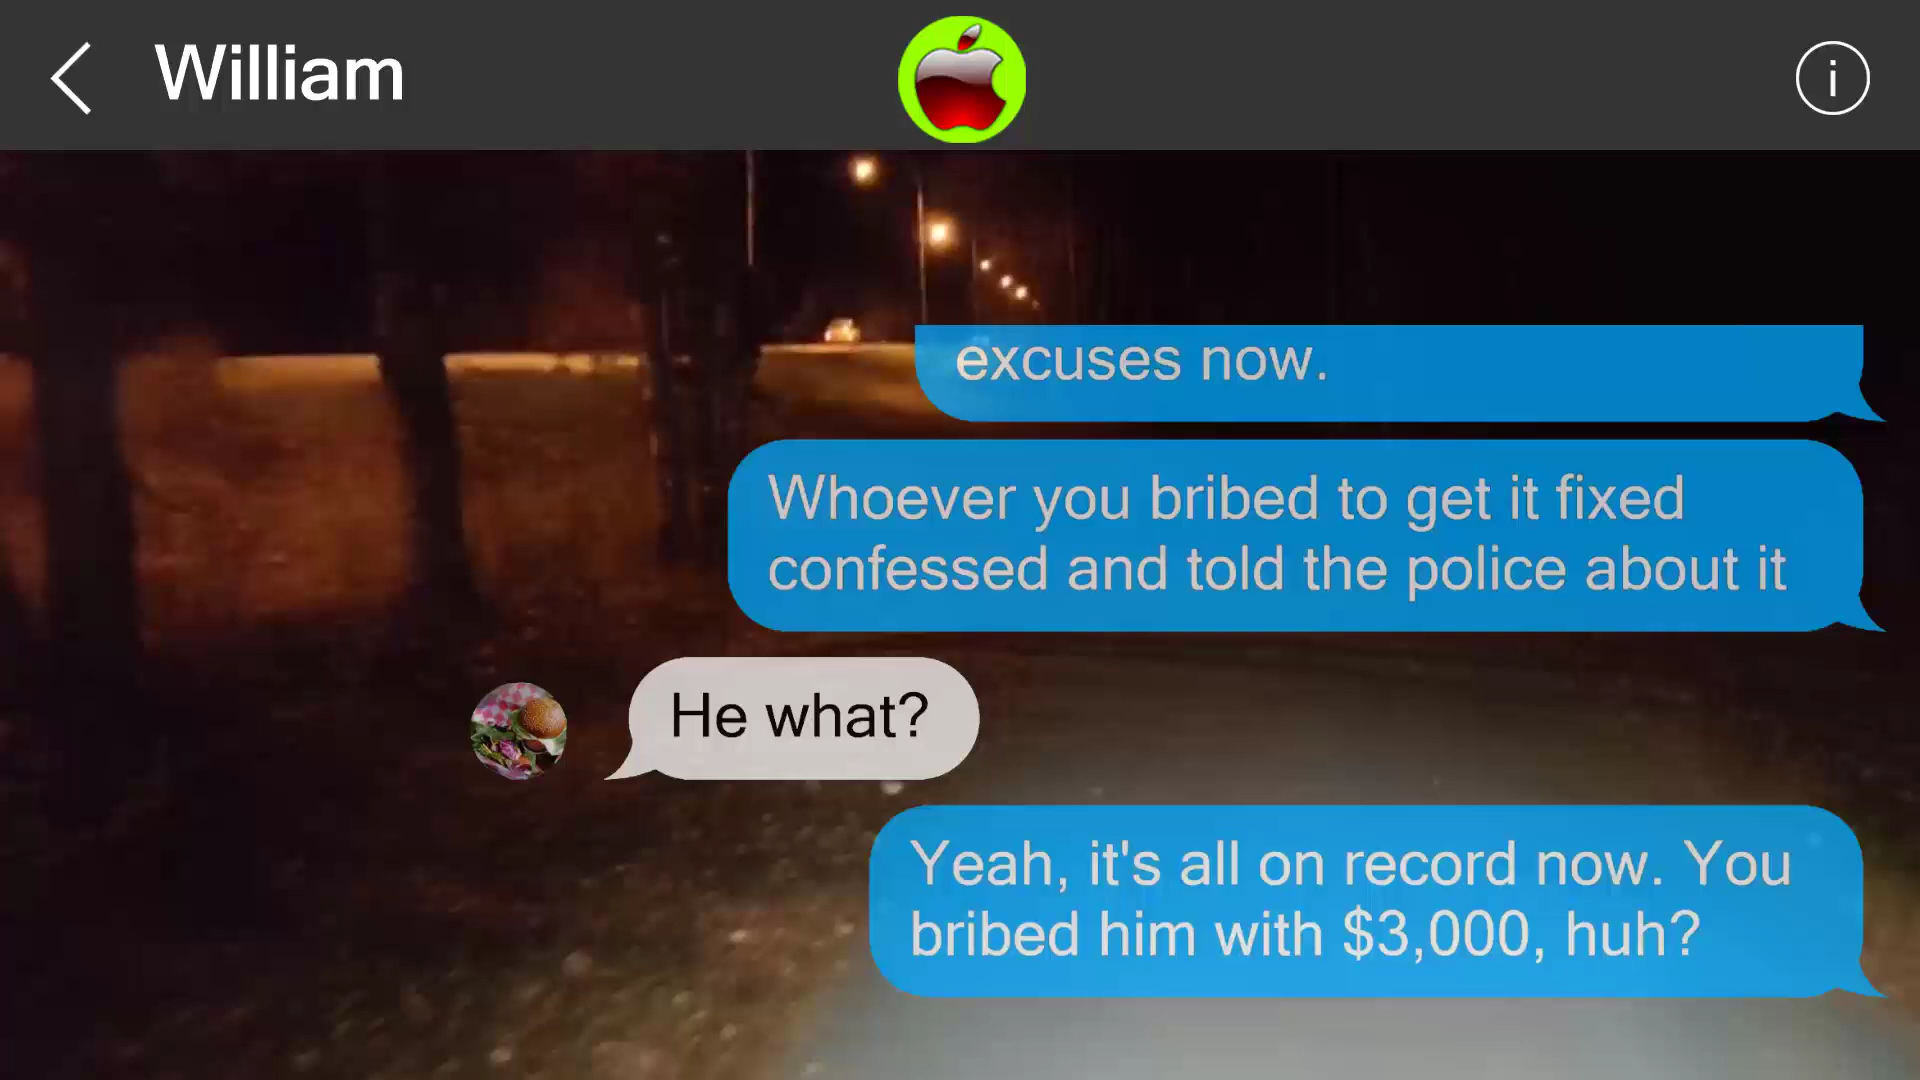 William
excuses now.
Whoever you bribed to get it fixed
confessed and told the police about it
He what?
Yeah, it's all on record now. You
bribed him with $3,000, huh?